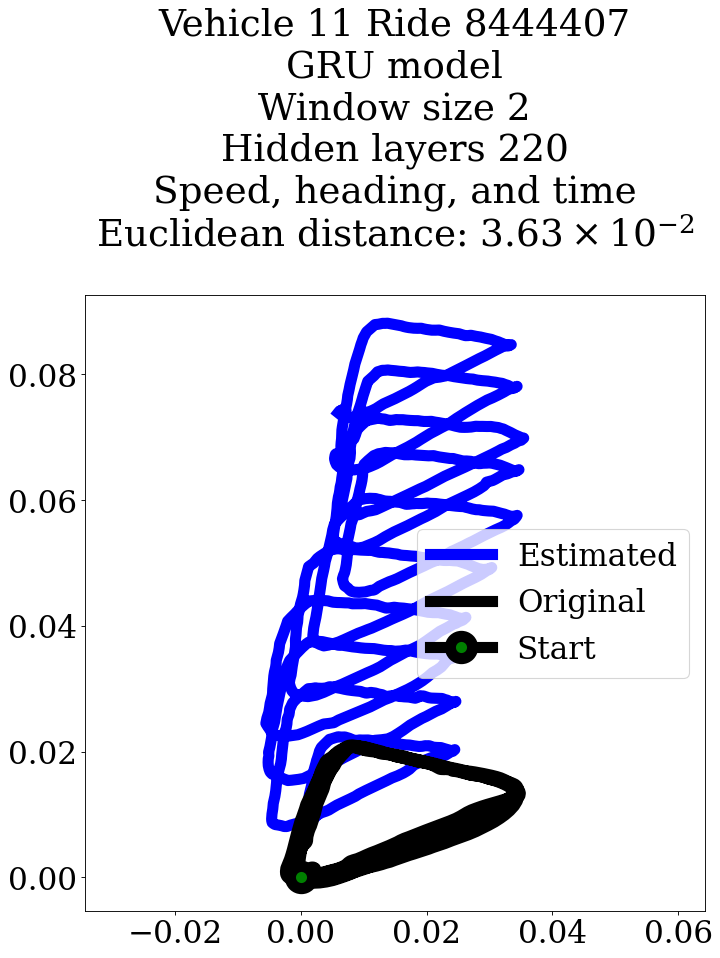 Vehicle 11 Ride 8444407
GRU model
Window size 2
Hidden layers 220
Speed, heading, and time
Euclidean distance: 3.63 × 10⁻²
0.08
0.06
0.04
0.02
0.00
Estimated
Original
Start
−0.02 0.00 0.02 0.04 0.06